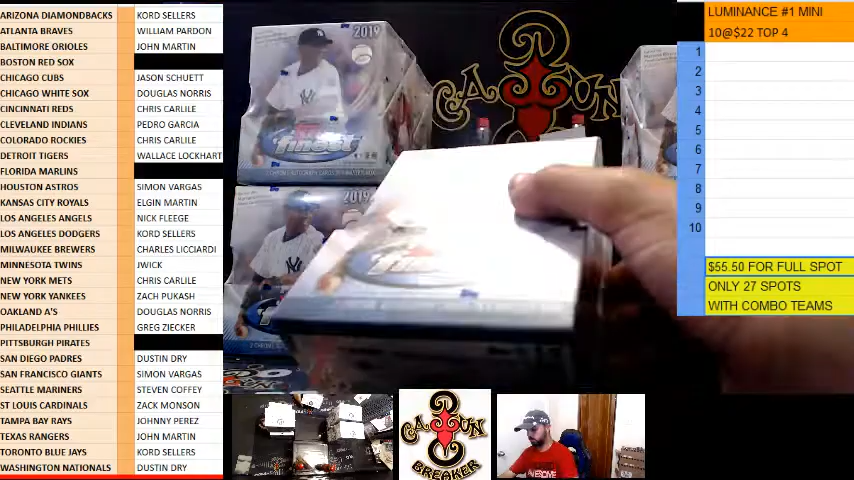 ARIZONA DIAMONDBACKS KORD SELLERS
ATLANTA BRAVES WILLIAM PARDON
BALTIMORE ORIOLES JOHN MARTIN
BOSTON RED SOX
CHICAGO CUBS JASON SCHUETT
CHICAGO WHITE SOX DOUGLAS NORRIS
CINCINNATI REDS CHRIS CARLILE
CLEVELAND INDIANS PEDRO GARCIA
COLORADO ROCKIES CHRIS CARLILE
DETROIT TIGERS WALLACE LOCKHART
FLORIDA MARLINS
HOUSTON ASTROS SIMON VARGAS
KANSAS CITY ROYALS ELGIN MARTIN
LOS ANGELES ANGELS NICK FLEEGE
LOS ANGELES DODGERS KORD SELLERS
MILWAUKEE BREWERS CHARLES LICCIARDI
MINNESOTA TWINS JWICK
NEW YORK METS CHRIS CARLILE
NEW YORK YANKEES ZACH PUKASH
OAKLAND A'S DOUGLAS NORRIS
PHILADELPHIA PHILLIES GREG ZIECKER
PITTSBURGH PIRATES
SAN DIEGO PADRES DUSTIN DRY
SAN FRANCISCO GIANTS SIMON VARGAS
SEATTLE MARINERS STEVEN COFFEY
ST LOUIS CARDINALS ZACK MONSON
TAMPA BAY RAYS JOHNNY PEREZ
TEXAS RANGERS JOHN MARTIN
TORONTO BLUE JAYS KORD SELLERS
WASHINGTON NATIONALS DUSTIN DRY
2019
finest
2019
CAJUN
CAJUN
BREAKER
AWESOME
LUMINANCE #1 MINI
10@$22 TOP 4
1
2
3
4
5
6
7
8
9
10
$55.50 FOR FULL SPOT
ONLY 27 SPOTS
WITH COMBO TEAMS